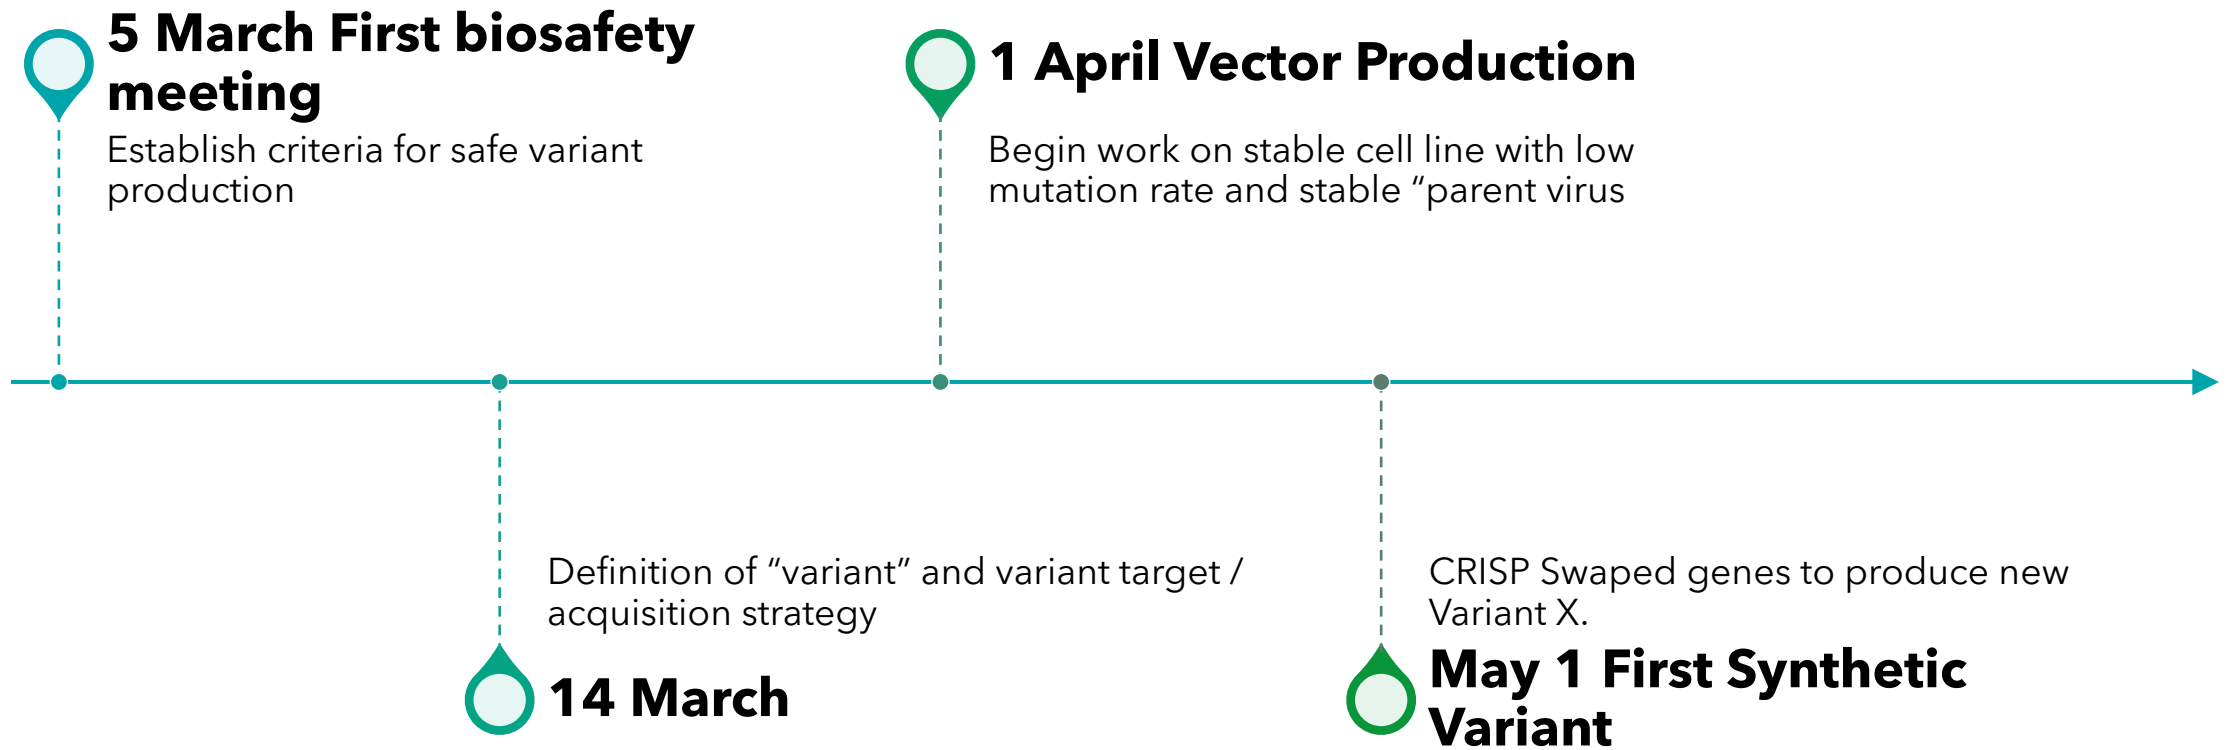 5 March First biosafety
meeting
Establish criteria for safe variant
production
Definition of “variant” and variant target /
acquisition strategy
14 March
1 April Vector Production
Begin work on stable cell line with low
mutation rate and stable “parent virus
CRISP Swaped genes to produce new
Variant X.
May 1 First Synthetic
Variant